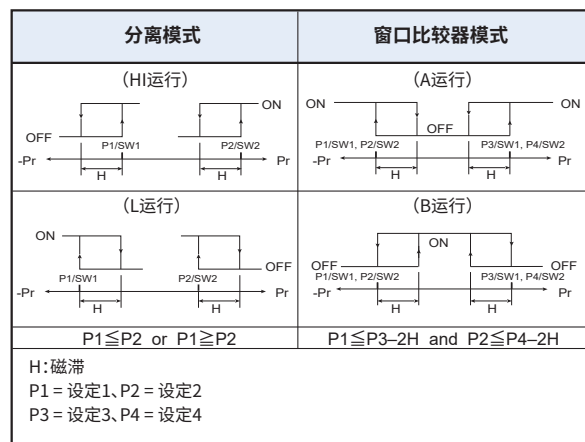 分离模式 窗口比较器模式
(HI运行) (A运行)
ON ON ON
OFF P1/SW1 P2/SW2 OFF P1/SW1, P2/SW2 P3/SW1, P4/SW2
-Pr H H Pr -Pr H H Pr
(L运行) (B运行)
ON ON
P1/SW1 P2/SW2 OFF OFF P1/SW1, P2/SW2 P3/SW1, P4/SW2 OFF
-Pr H H Pr -Pr H H Pr
P1≦P2 or P1≧P2 P1≦P3–2H and P2≦P4–2H
H:磁滞
P1 = 设定1、P2 = 设定2
P3 = 设定3、P4 = 设定4